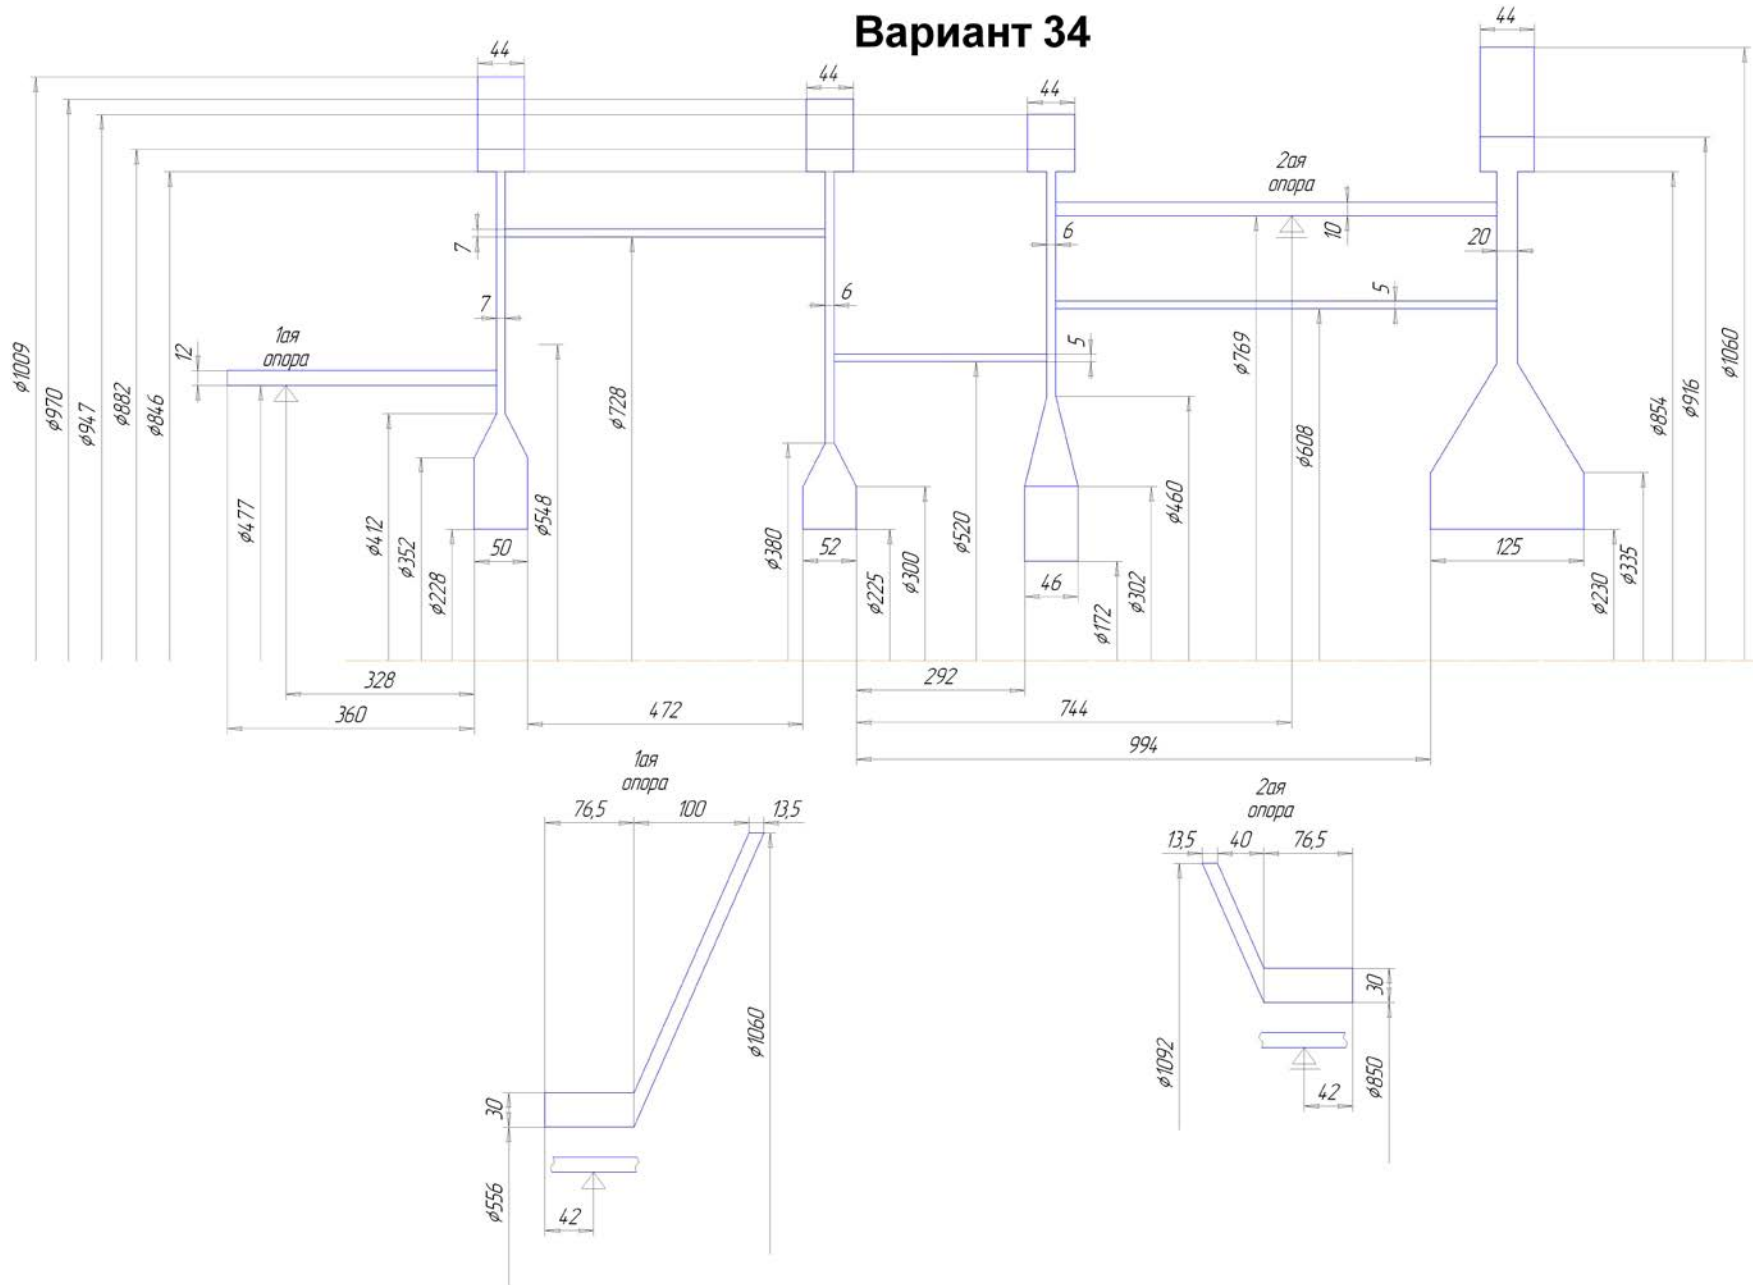 Вариант 34
44
44
44
44
ϕ1009
ϕ970
ϕ947
ϕ882
ϕ846
12
1ая
опора
ϕ477
ϕ412
ϕ352
ϕ228
7
7
50
ϕ548
ϕ728
6
ϕ380
52
ϕ225
ϕ300
ϕ520
5
6
46
ϕ172
ϕ302
ϕ460
2ая
опора
10
ϕ769
ϕ608
5
20
125
ϕ230
ϕ335
ϕ854
ϕ916
ϕ1060
328
360
472
292
744
994
1ая
опора
76,5
100
13,5
30
ϕ556
42
ϕ1060
2ая
опора
13,5
40
76,5
30
ϕ1092
42
ϕ850